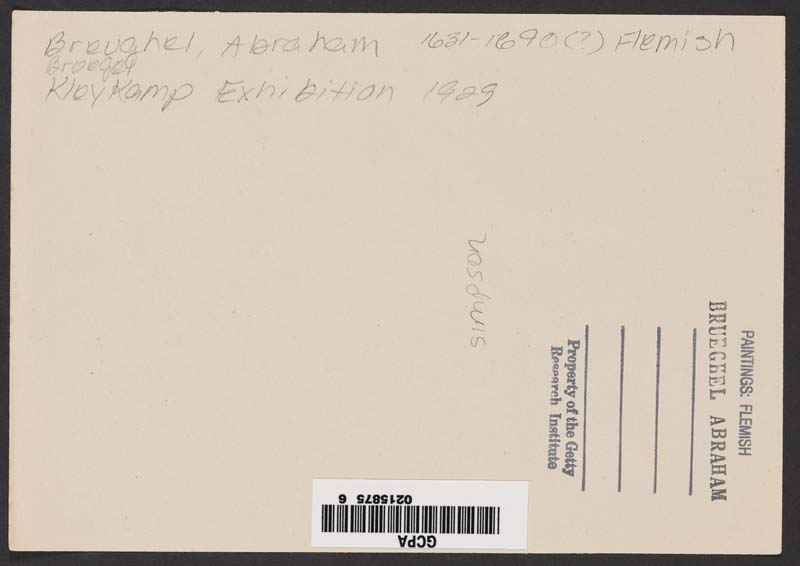 Breughel, Abraham 1631-1690(?) Flemish
Bruegel
Kleykamp Exhibition 1929
Simpson
PAINTINGS: FLEMISH
BRUEGHEL ABRAHAM
Property of the Getty
Research Institute
GCPA
0215875 6